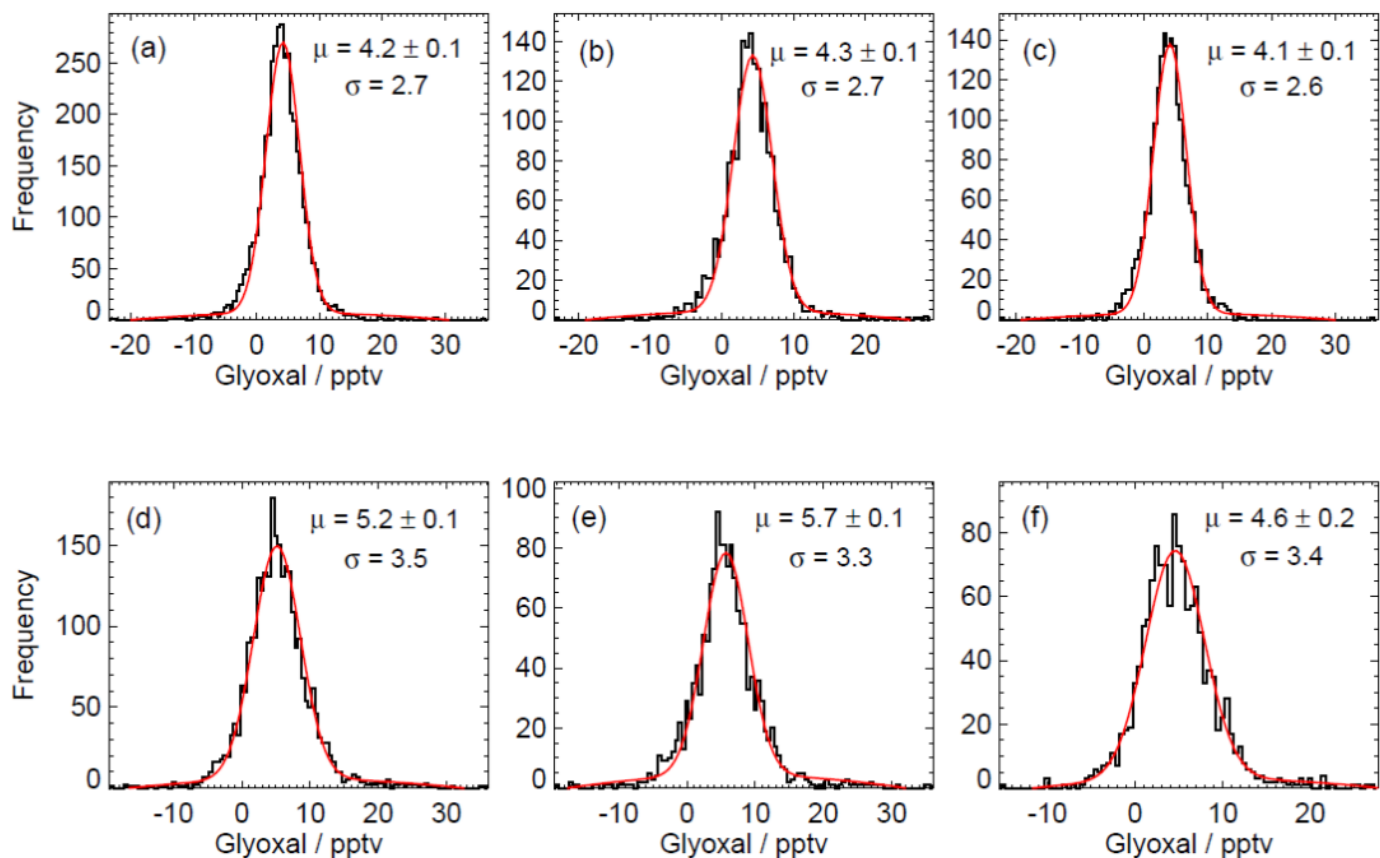 (a)
μ = 4.2 ± 0.1
σ = 2.7
250
200
150
100
50
0
Frequency
-20 -10 0 10 20 30
Glyoxal / pptv
(b)
μ = 4.3 ± 0.1
σ = 2.7
140
120
100
80
60
40
20
0
-20 -10 0 10 20
Glyoxal / pptv
(c)
μ = 4.1 ± 0.1
σ = 2.6
140
120
100
80
60
40
20
0
-20 -10 0 10 20 30
Glyoxal / pptv
(d)
μ = 5.2 ± 0.1
σ = 3.5
150
100
50
0
Frequency
-10 0 10 20 30
Glyoxal / pptv
(e)
μ = 5.7 ± 0.1
σ = 3.3
100
80
60
40
20
0
-10 0 10 20 30
Glyoxal / pptv
(f)
μ = 4.6 ± 0.2
σ = 3.4
80
60
40
20
0
-10 0 10 20
Glyoxal / pptv